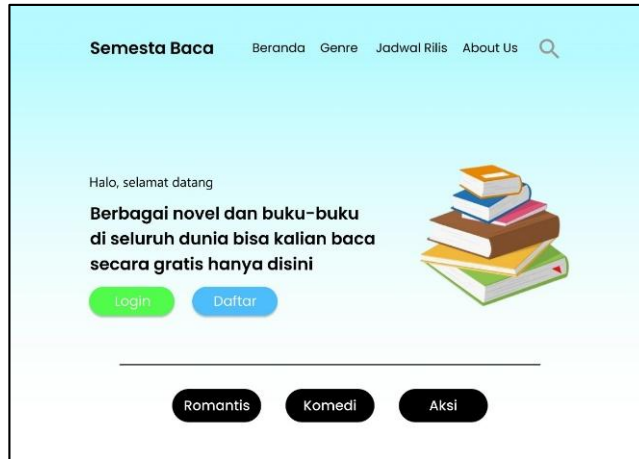 Semesta Baca Beranda Genre Jadwal Rilis About Us
Halo, selamat datang
Berbagai novel dan buku-buku
di seluruh dunia bisa kalian baca
secara gratis hanya disini
Login Daftar
Romantis Komedi Aksi